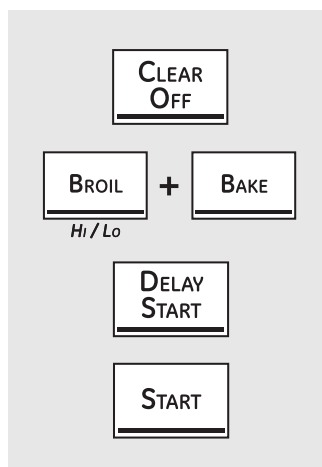 CLEAR
OFF
BROIL + BAKE
HI / LO
DELAY
START
START